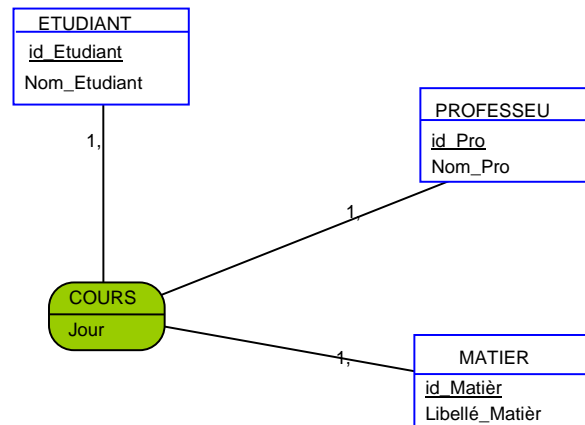 ETUDIANT
id_Etudiant
Nom_Etudiant
1,
PROFESSEU
id_Pro
Nom_Pro
1,
COURS
Jour
1,
MATIER
id_Matièr
Libellé_Matièr